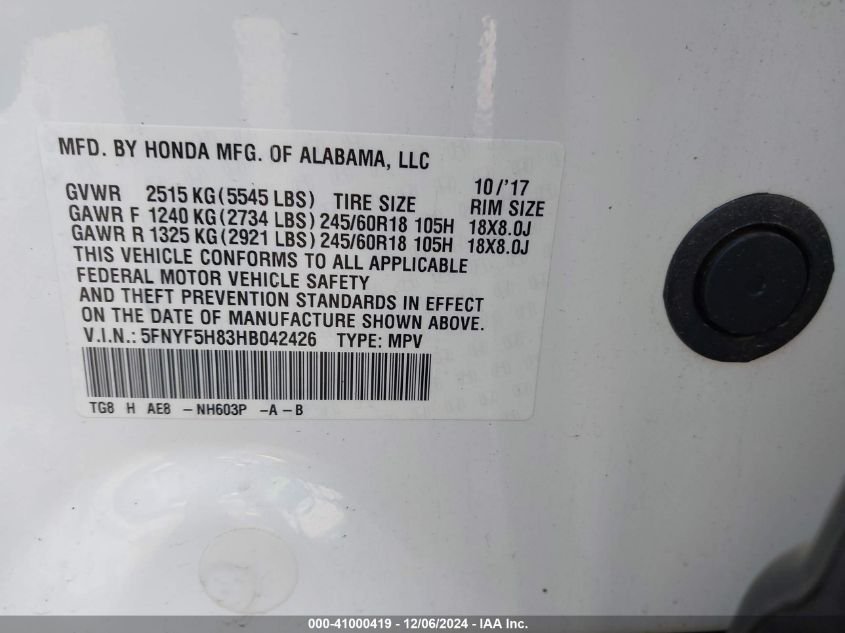 MFD. BY HONDA MFG. OF ALABAMA, LLC
10/'17
GVWR 2515 KG(5545 LBS) TIRE SIZE RIM SIZE
GAWR F 1240 KG(2734 LBS) 245/60R18 105H 18X8.0J
GAWR R 1325 KG(2921 LBS) 245/60R18 105H 18X8.0J
THIS VEHICLE CONFORMS TO ALL APPLICABLE
FEDERAL MOTOR VEHICLE SAFETY
AND THEFT PREVENTION STANDARDS IN EFFECT
ON THE DATE OF MANUFACTURE SHOWN ABOVE.
V.I.N.: 5FNYF5H83HB042426 TYPE: MPV
TG8 H AE8 -NH603P -A-B
000-41000419 - 12/06/2024 - IAA Inc.